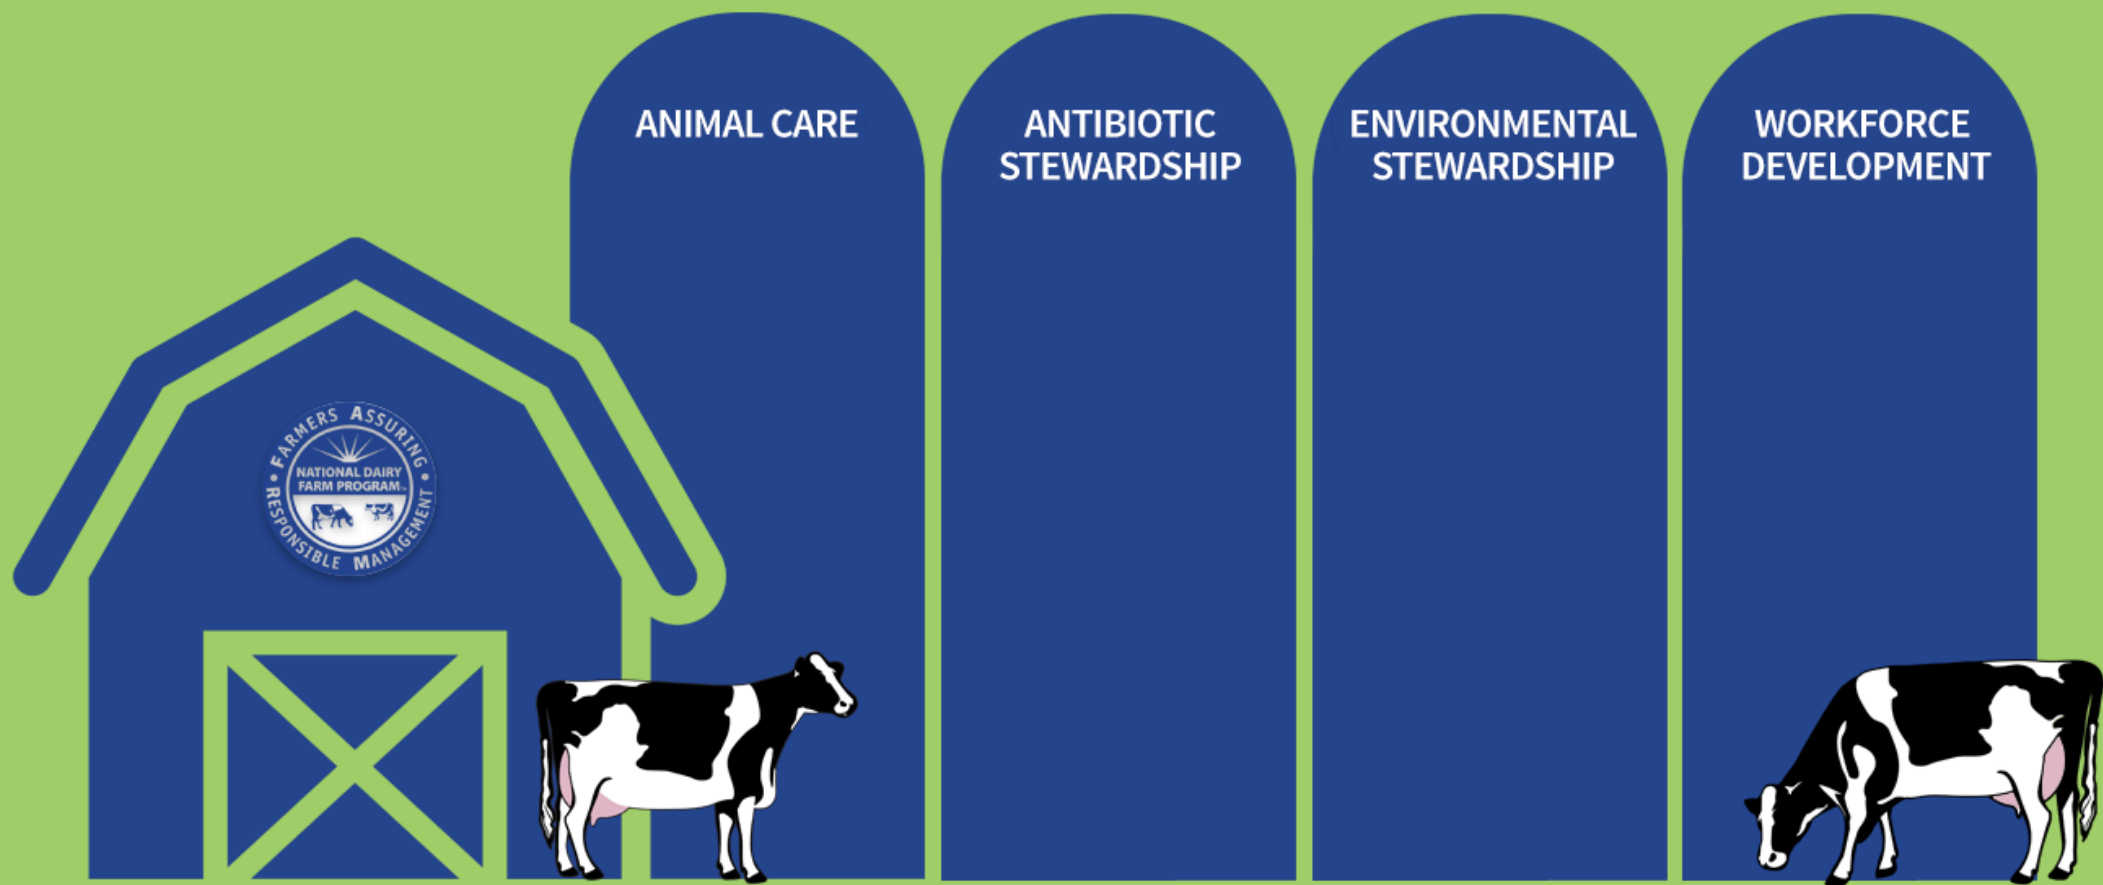 ANIMAL CARE
ANTIBIOTIC
STEWARDSHIP
ENVIRONMENTAL
STEWARDSHIP
WORKFORCE
DEVELOPMENT
FARMERS ASSURING
NATIONAL DAIRY
FARM PROGRAM
RESPONSIBLE MANAGEMENT